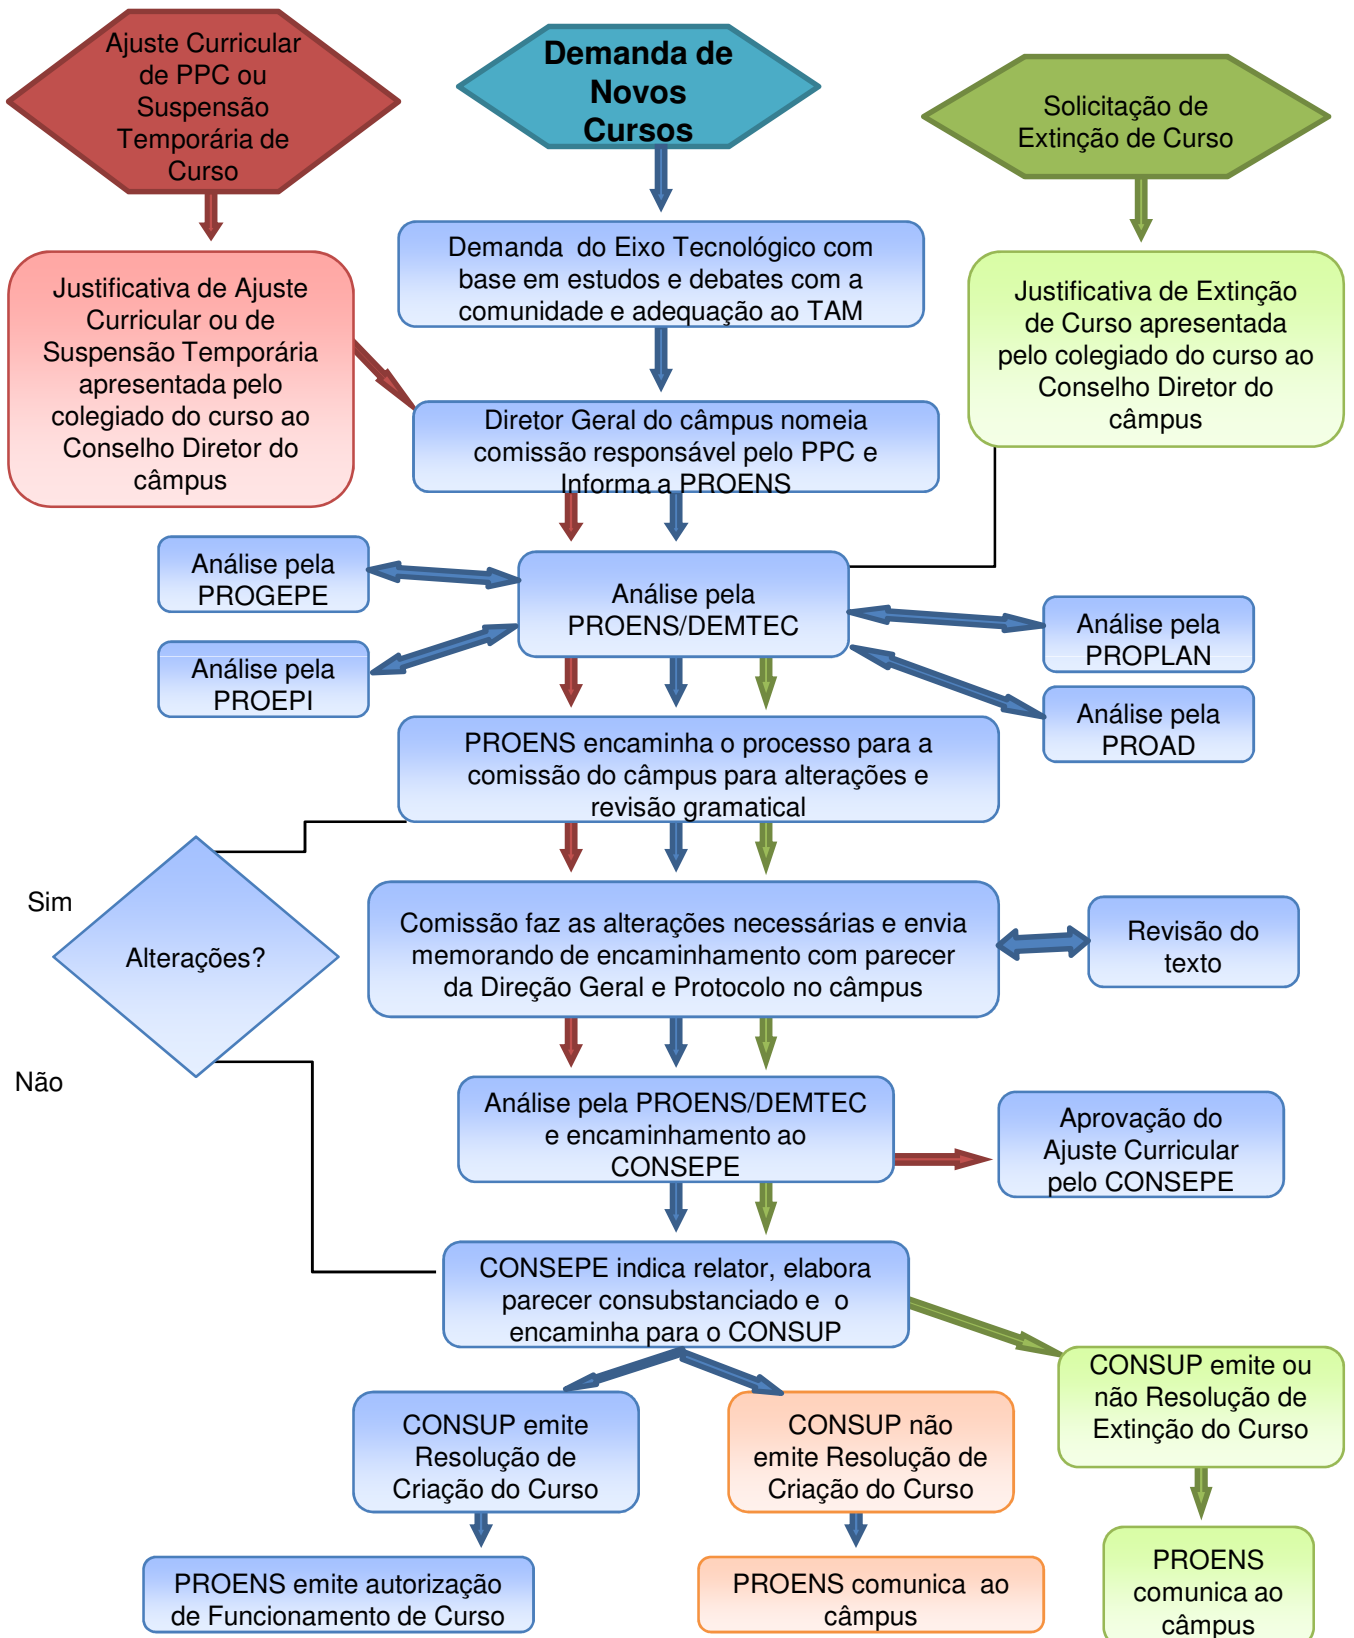 Ajuste Curricular
de PPC ou
Suspensão
Temporária de
Curso
Demanda de
Novos
Cursos
Solicitação de
Extinção de Curso
Justificativa de Ajuste
Curricular ou de
Suspensão Temporária
apresentada pelo
colegiado do curso ao
Conselho Diretor do
câmpus
Demanda do Eixo Tecnológico com
base em estudos e debates com a
comunidade e adequação ao TAM
Justificativa de Extinção
de Curso apresentada
pelo colegiado do curso ao
Conselho Diretor do
câmpus
Diretor Geral do câmpus nomeia
comissão responsável pelo PPC e
Informa a PROENS
Análise pela
PROGEPE
Análise pela
PROENS/DEMTEC
Análise pela
PROPLAN
Análise pela
PROEPI
Análise pela
PROAD
PROENS encaminha o processo para a
comissão do câmpus para alterações e
revisão gramatical
Sim
Alterações?
Não
Comissão faz as alterações necessárias e envia
memorando de encaminhamento com parecer
da Direção Geral e Protocolo no câmpus
Revisão do
texto
Análise pela PROENS/DEMTEC
e encaminhamento ao
CONSEPE
Aprovação do
Ajuste Curricular
pelo CONSEPE
CONSEPE indica relator, elabora
parecer consubstanciado e o
encaminha para o CONSUP
CONSUP emite
Resolução de
Criação do Curso
CONSUP não
emite Resolução de
Criação do Curso
CONSUP emite ou
não Resolução de
Extinção do Curso
PROENS emite autorização
de Funcionamento de Curso
PROENS comunica ao
câmpus
PROENS
comunica ao
câmpus